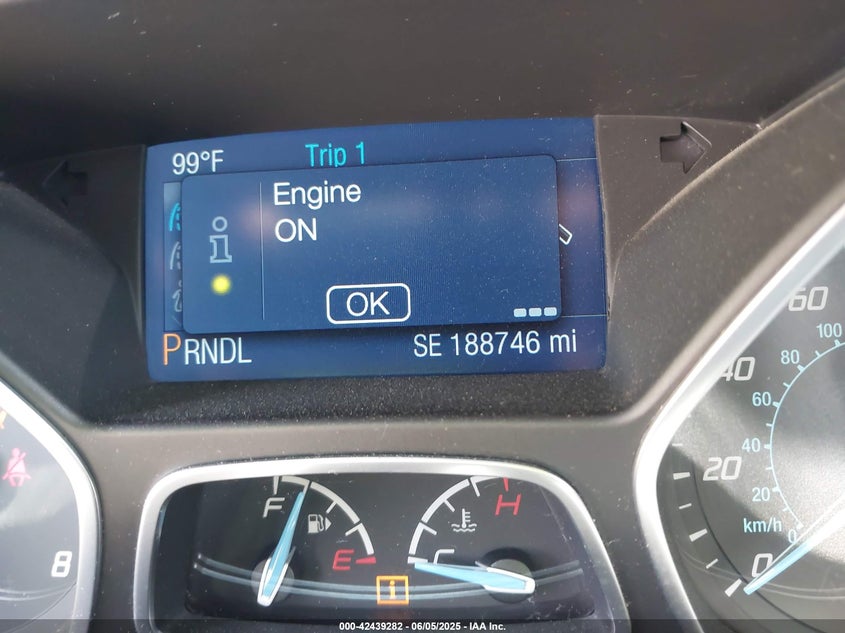 99°F Trip 1
Engine
ON
OK
PRNDL SE 188746 mi
60
100
80
40
60
40
20
20
km/h
0
0
F
H
E
C
i
8
000-42439282 - 06/05/2025 - IAA Inc.